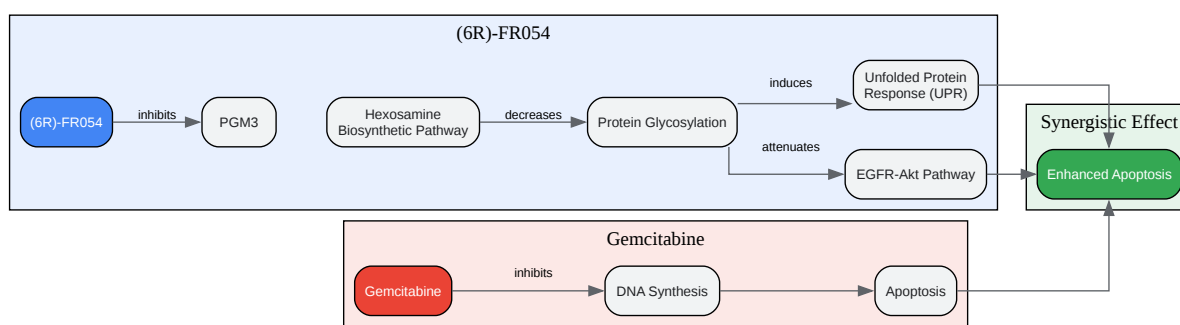 (6R)-FR054
(6R)-FR054
inhibits
PGM3
Hexosamine
Biosynthetic Pathway
decreases
Protein Glycosylation
induces
Unfolded Protein
Response (UPR)
attenuates
EGFR-Akt Pathway
Synergistic Effect
Enhanced Apoptosis
Gemcitabine
Gemcitabine
inhibits
DNA Synthesis
Apoptosis